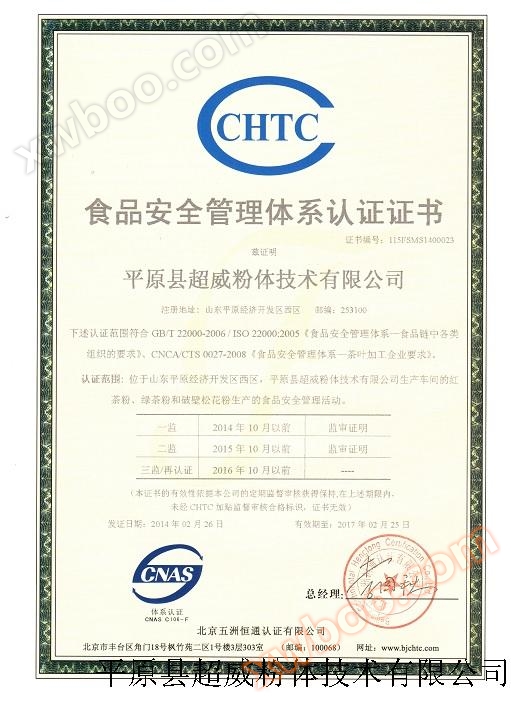 CHTC
食品安全管理体系认证证书
证书编号：115FSMS1400023
兹证明
平原县超威粉体技术有限公司
注册地址：山东平原经济开发区西区 邮编：253100
下述认证范围符合 GB/T 22000-2006 / ISO 22000:2005《食品安全管理体系—食品链中各类
组织的要求》、CNCA/CTS 0027-2008《食品安全管理体系—茶叶加工企业要求》。
认证范围：位于山东平原经济开发区西区，平原县超威粉体技术有限公司生产车间的红
茶粉、绿茶粉和破壁松花粉生产的食品安全管理活动。
一监 2014 年 10 月以前 监审证明
二监 2015 年 10 月以前 监审证明
三监/再认证 2016 年 10 月以前 ----
（本证书的有效性依据本公司的定期监督审核获得保持,在上述期限内，
未经 CHTC 加贴监督审核合格标识，证书无效）
发证日期：2014 年 02 月 26 日 有效期至：2017 年 02 月 25 日
CNAS
体系认证
CNAS C106-F
总经理：
北京五洲恒通认证有限公司
北京市丰台区角门18号枫竹苑二区1号楼3层303室 （邮编：100068） 网址：www.bjchtc.com
平原县超威粉体技术有限公司
xwboo.com